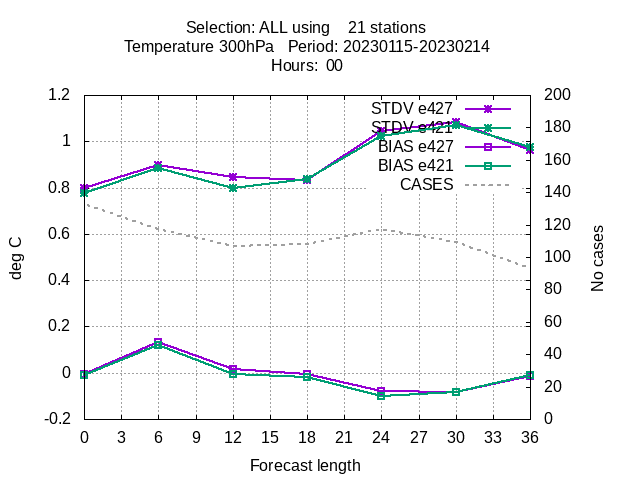 Selection: ALL using    21 stations
Temperature 300hPa   Period: 20230115-20230214
Hours:  00
1.2
1
0.8
0.6
0.4
0.2
0
-0.2
deg C
STDV e427
STDV e421
BIAS e427
BIAS e421
CASES
200
180
160
140
120
100
80
60
40
20
0
No cases
0 3 6 9 12 15 18 21 24 27 30 33 36
Forecast length